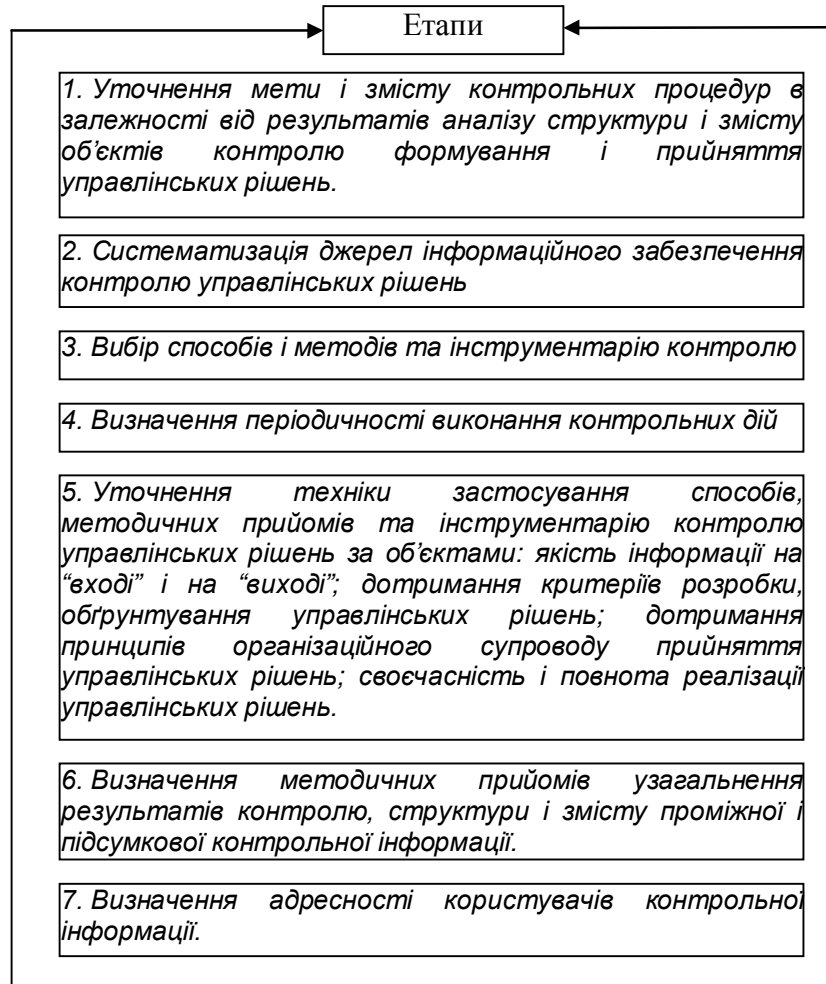 Етапи
1. Уточнення мети і змісту контрольних процедур в
залежності від результатів аналізу структури і змісту
об’єктів контролю формування і прийняття
управлінських рішень.
2. Систематизація джерел інформаційного забезпечення
контролю управлінських рішень
3. Вибір способів і методів та інструментарію контролю
4. Визначення періодичності виконання контрольних дій
5. Уточнення техніки застосування способів,
методичних прийомів та інструментарію контролю
управлінських рішень за об’єктами: якість інформації на
“вході” і на “виході”; дотримання критеріїв розробки,
обґрунтування управлінських рішень; дотримання
принципів організаційного супроводу прийняття
управлінських рішень; своєчасність і повнота реалізації
управлінських рішень.
6. Визначення методичних прийомів узагальнення
результатів контролю, структури і змісту проміжної і
підсумкової контрольної інформації.
7. Визначення адресності користувачів контрольної
інформації.